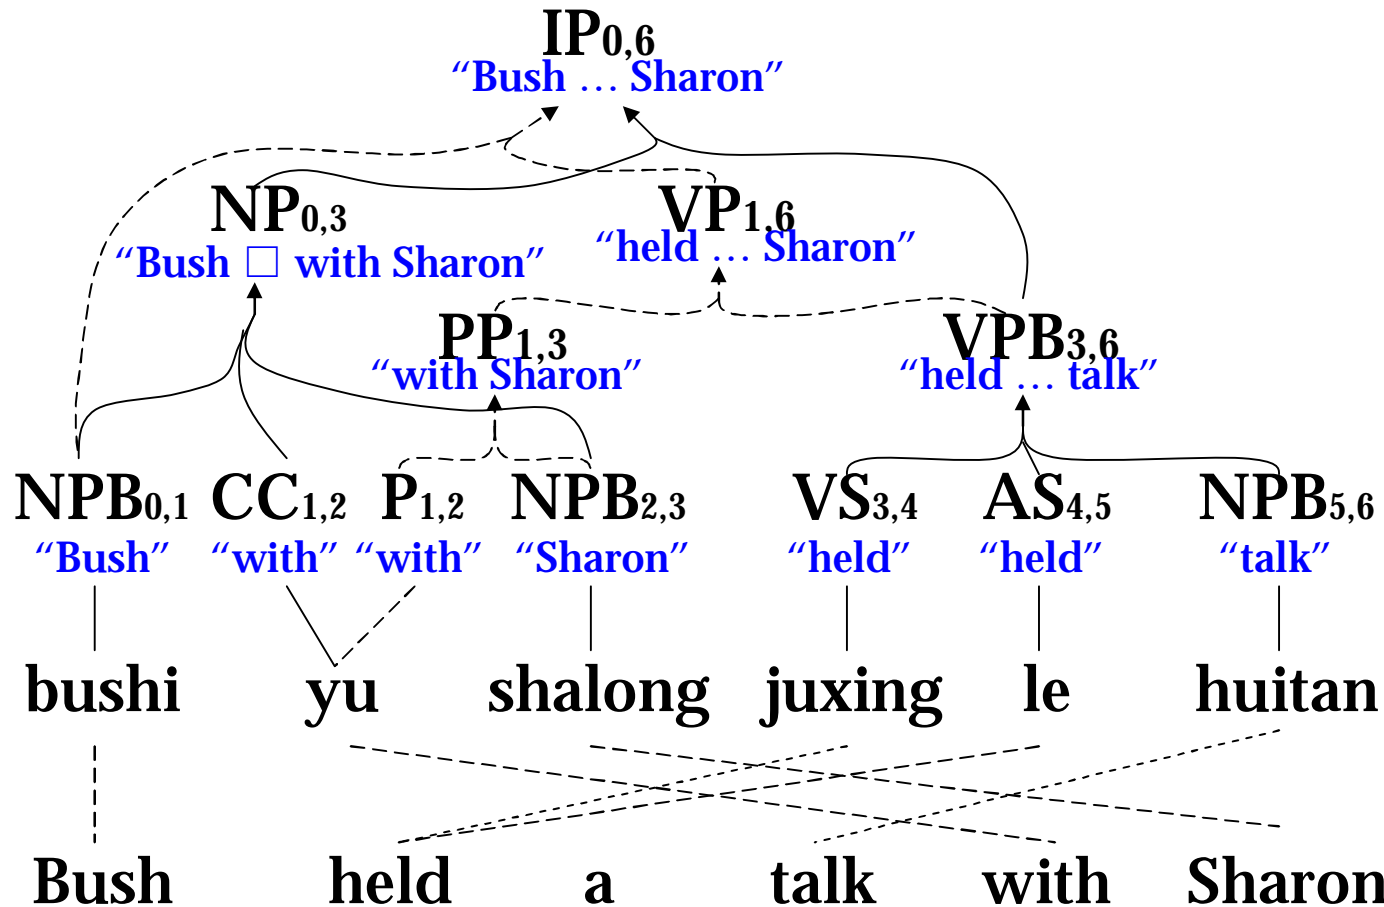 IP0,6
“Bush … Sharon”
NP0,3 VP1,6
“Bush □ with Sharon” “held … Sharon”
PP1,3 VPB3,6
“with Sharon” “held … talk”
NPB0,1 CC1,2 P1,2 NPB2,3 VS3,4 AS4,5 NPB5,6
“Bush” “with” “with” “Sharon” “held” “held” “talk”
bushi yu shalong juxing le huitan
Bush held a talk with Sharon